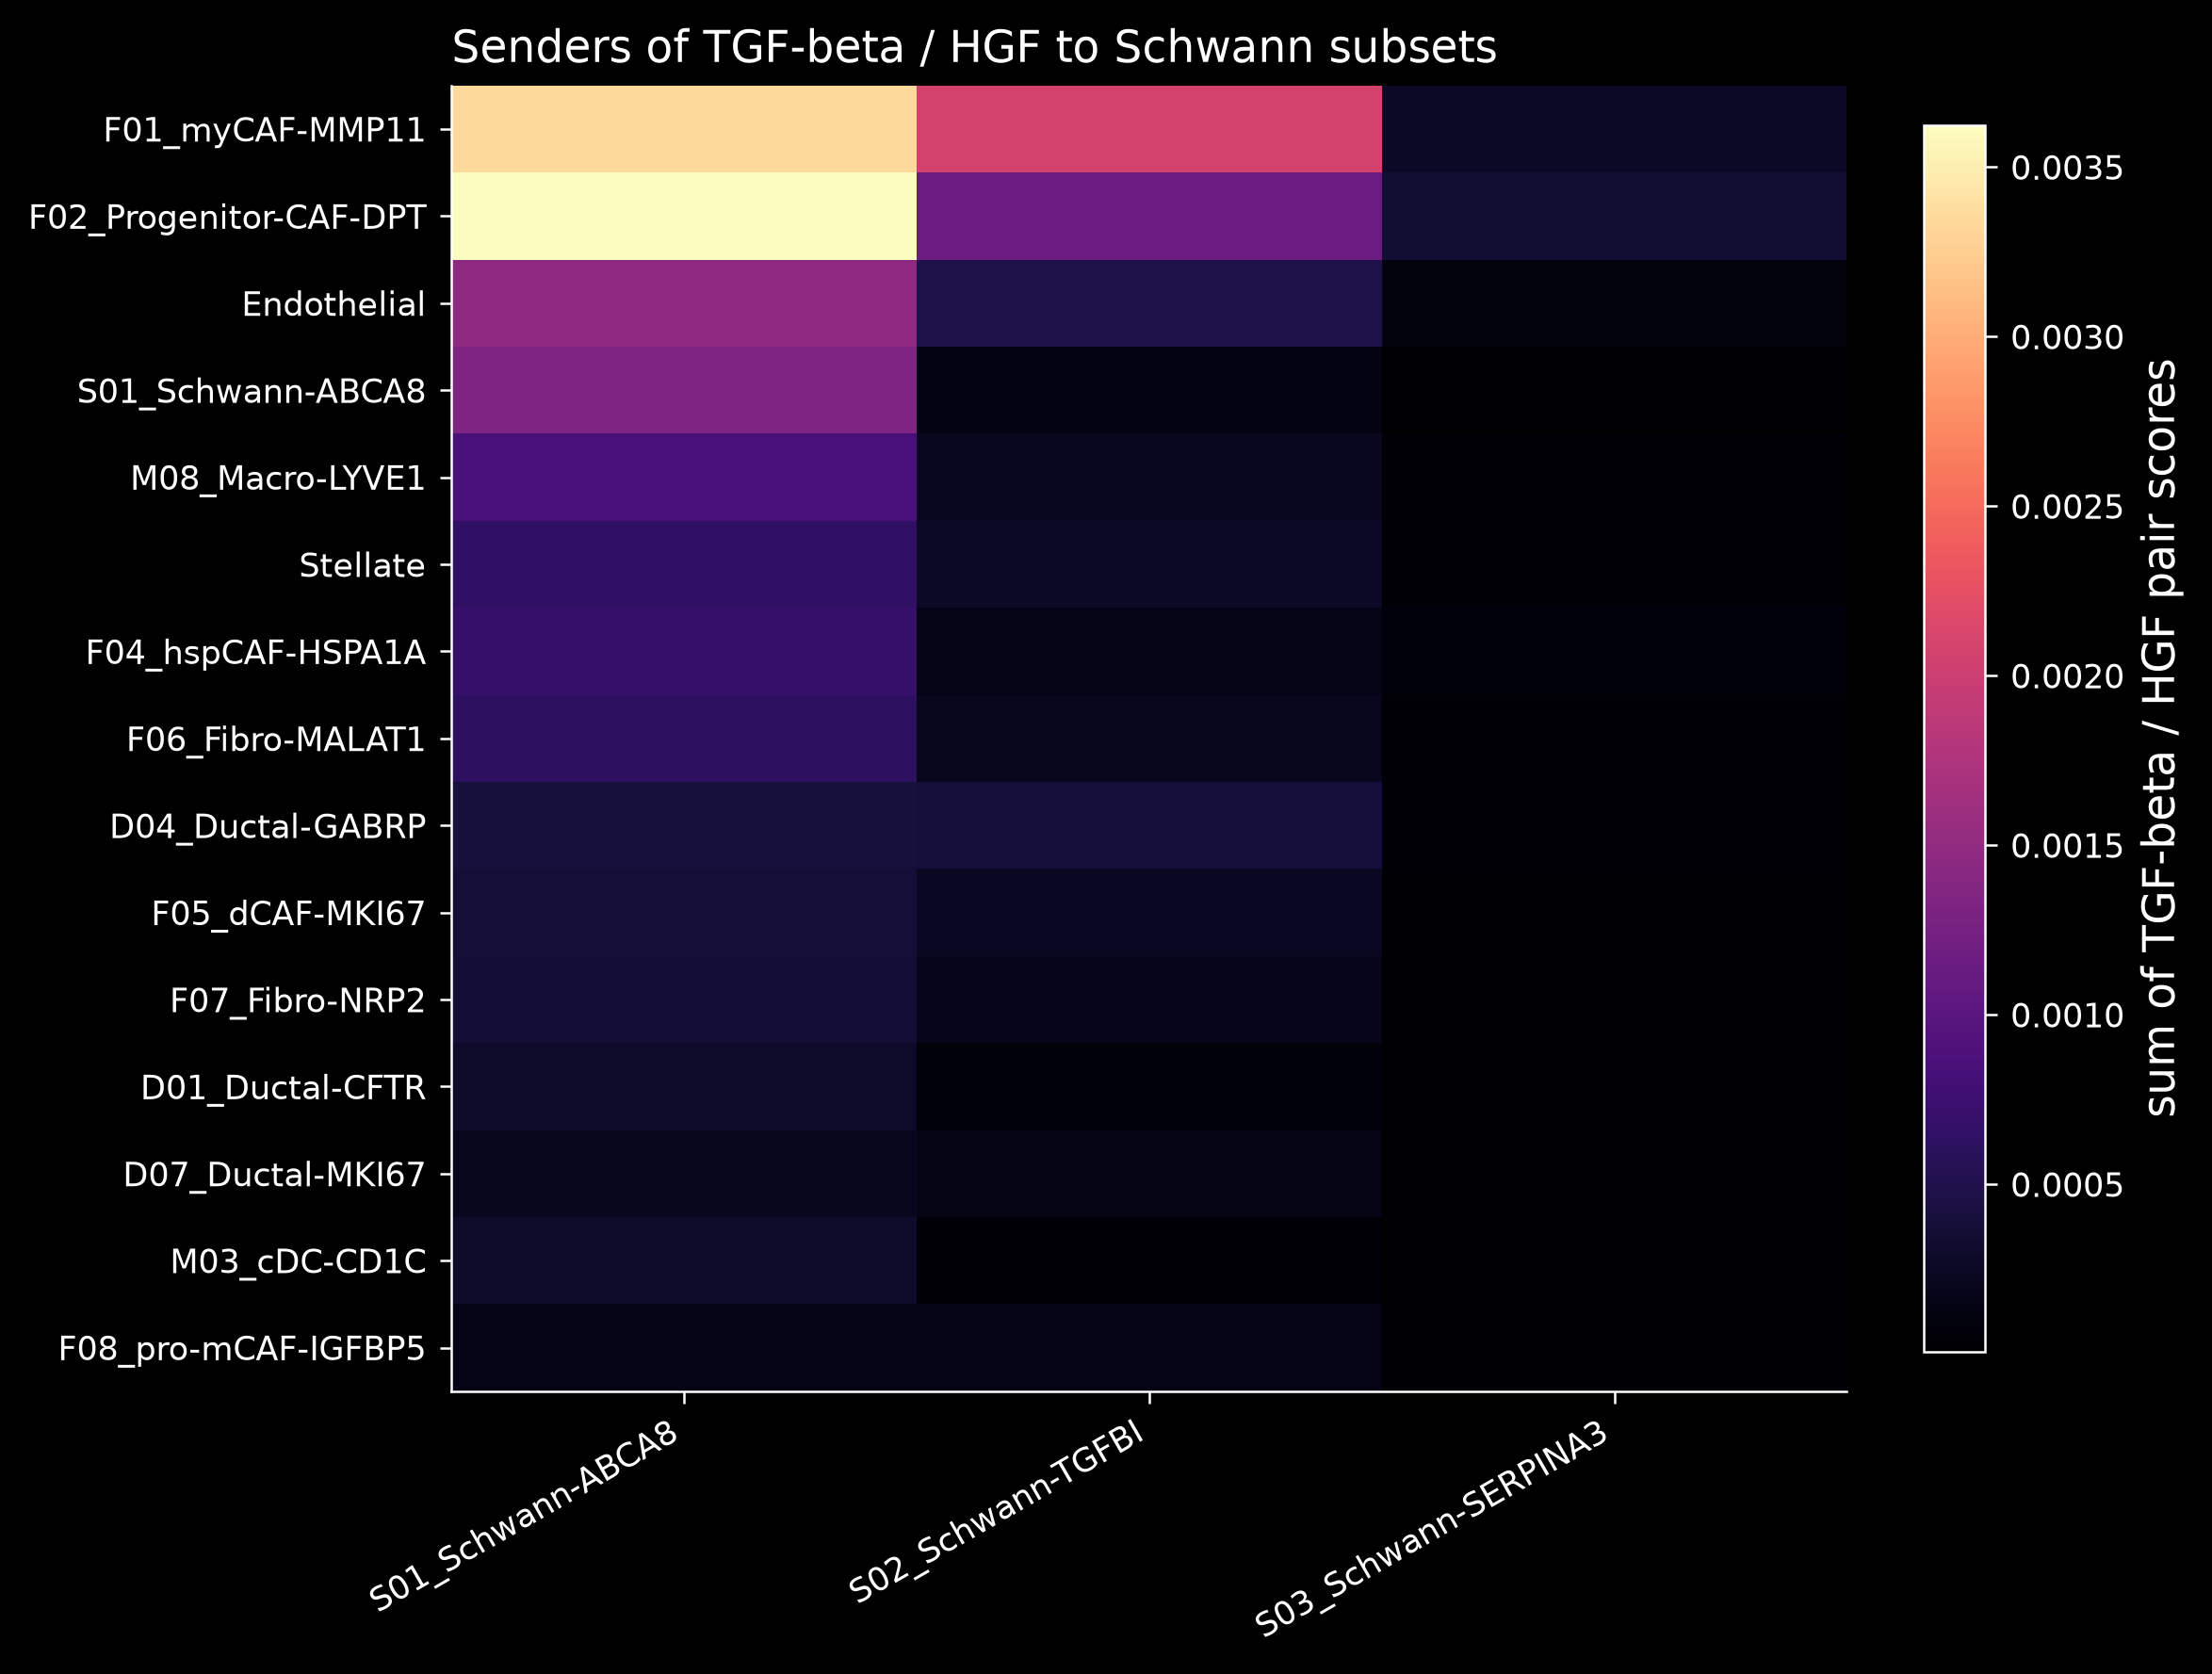 Senders of TGF-beta / HGF to Schwann subsets
F01_myCAF-MMP11
F02_Progenitor-CAF-DPT
Endothelial
S01_Schwann-ABCA8
M08_Macro-LYVE1
Stellate
F04_hspCAF-HSPA1A
F06_Fibro-MALAT1
D04_Ductal-GABRP
F05_dCAF-MKI67
F07_Fibro-NRP2
D01_Ductal-CFTR
D07_Ductal-MKI67
M03_cDC-CD1C
F08_pro-mCAF-IGFBP5
S01_Schwann-ABCA8
S02_Schwann-TGFBI
S03_Schwann-SERPINA3
0.0035
0.0030
0.0025
0.0020
0.0015
0.0010
0.0005
sum of TGF-beta / HGF pair scores